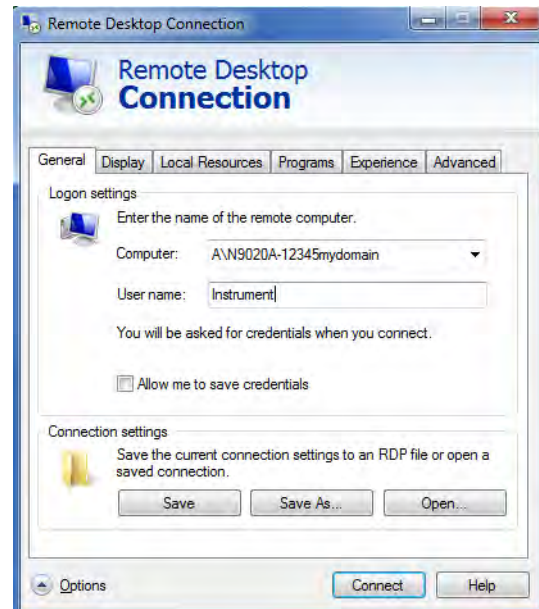 Remote Desktop Connection
Remote Desktop
Connection
General Display Local Resources Programs Experience Advanced
Logon settings
Enter the name of the remote computer.
Computer: A\N9020A-12345mydomain
User name: Instrument
You will be asked for credentials when you connect.
Allow me to save credentials
Connection settings
Save the current connection settings to an RDP file or open a
saved connection.
Save Save As... Open...
Options Connect Help